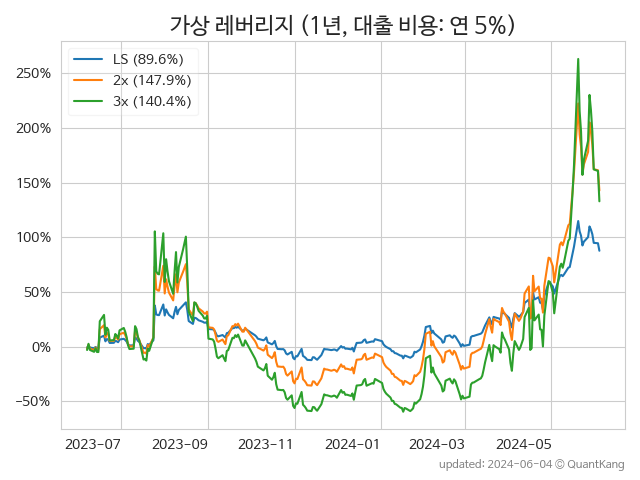 가상 레버리지 (1년, 대출 비용: 연 5%)
LS (89.6%)
2x (147.9%)
3x (140.4%)
250%
200%
150%
100%
50%
0%
−50%
2023-07
2023-09
2023-11
2024-01
2024-03
2024-05
updated: 2024-06-04 © QuantKang